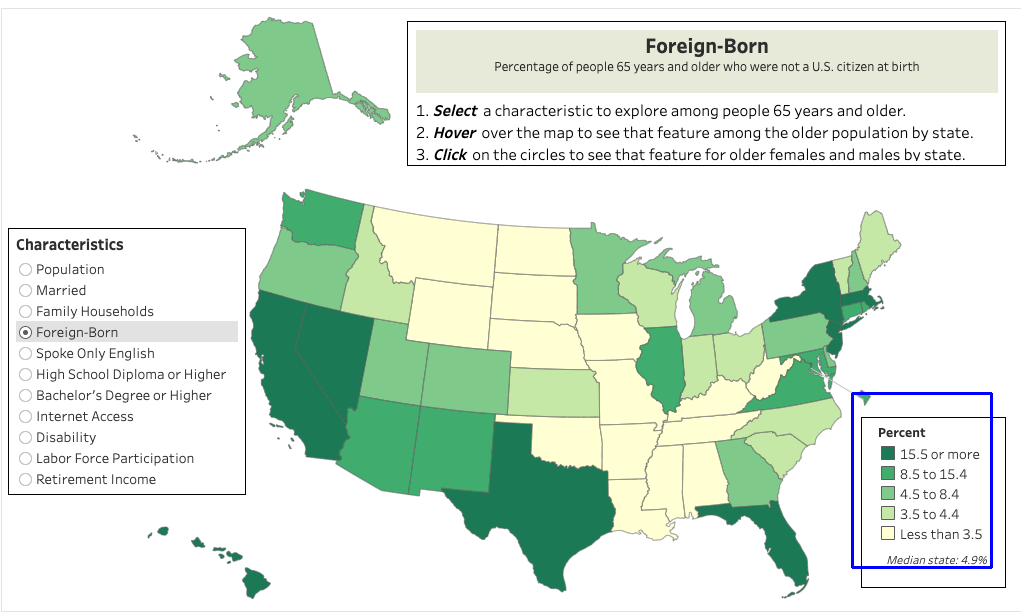 Foreign-Born
Percentage of people 65 years and older who were not a U.S. citizen at birth
1. Select a characteristic to explore among people 65 years and older.
2. Hover over the map to see that feature among the older population by state.
3. Click on the circles to see that feature for older females and males by state.
Characteristics
Population
Married
Family Households
Foreign-Born
Spoke Only English
High School Diploma or Higher
Bachelor's Degree or Higher
Internet Access
Disability
Labor Force Participation
Retirement Income
Percent
15.5 or more
8.5 to 15.4
4.5 to 8.4
3.5 to 4.4
Less than 3.5
Median state: 4.9%